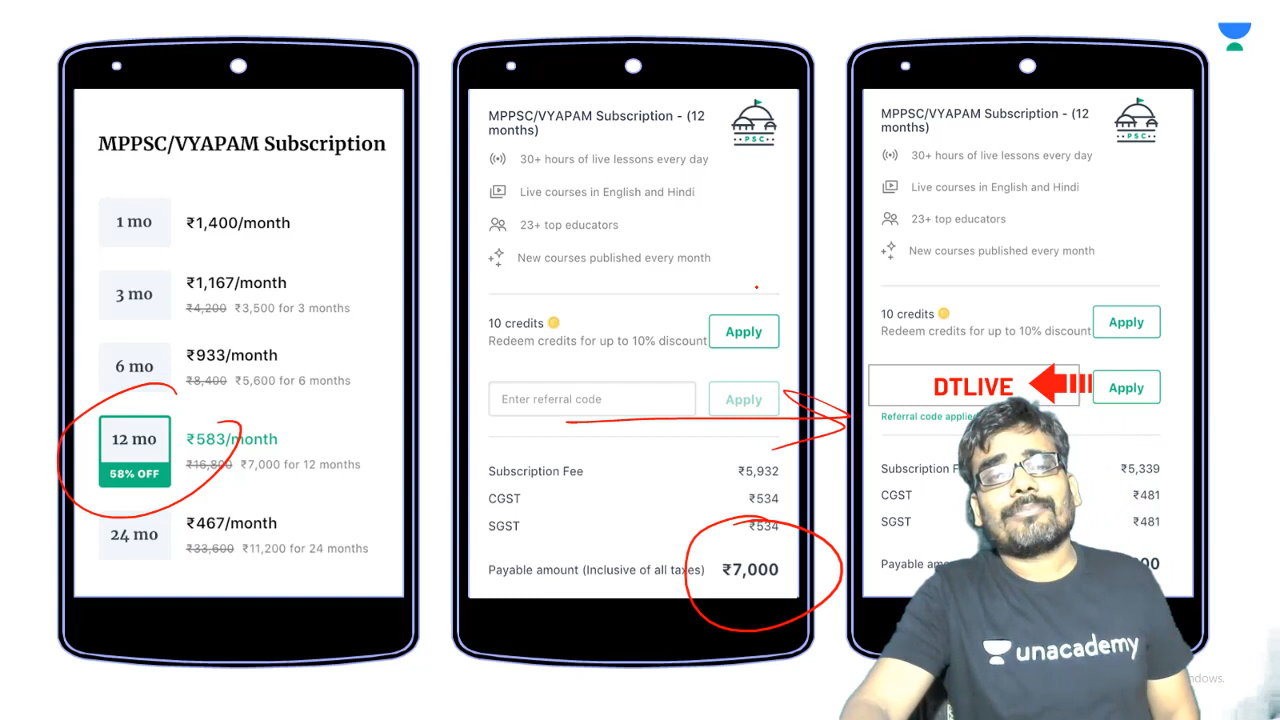 MPPSC/VYAPAM Subscription
1 mo
₹1,400/month
3 mo
₹1,167/month
₹4,200 ₹3,500 for 3 months
6 mo
₹933/month
₹8,400 ₹5,600 for 6 months
12 mo
58% OFF
₹583/month
₹16,800 ₹7,000 for 12 months
24 mo
₹467/month
₹33,600 ₹11,200 for 24 months
MPPSC/VYAPAM Subscription - (12
months)
PSC
30+ hours of live lessons every day
Live courses in English and Hindi
23+ top educators
New courses published every month
10 credits
Redeem credits for up to 10% discount
Apply
Enter referral code
Apply
Subscription Fee ₹5,932
CGST ₹534
SGST ₹534
Payable amount (Inclusive of all taxes) ₹7,000
MPPSC/VYAPAM Subscription - (12
months)
PSC
30+ hours of live lessons every day
Live courses in English and Hindi
23+ top educators
New courses published every month
10 credits
Redeem credits for up to 10% discount
Apply
DTLIVE
Apply
Referral code applied
Subscription ₹5,339
CGST ₹481
SGST ₹481
Payable
unacademy